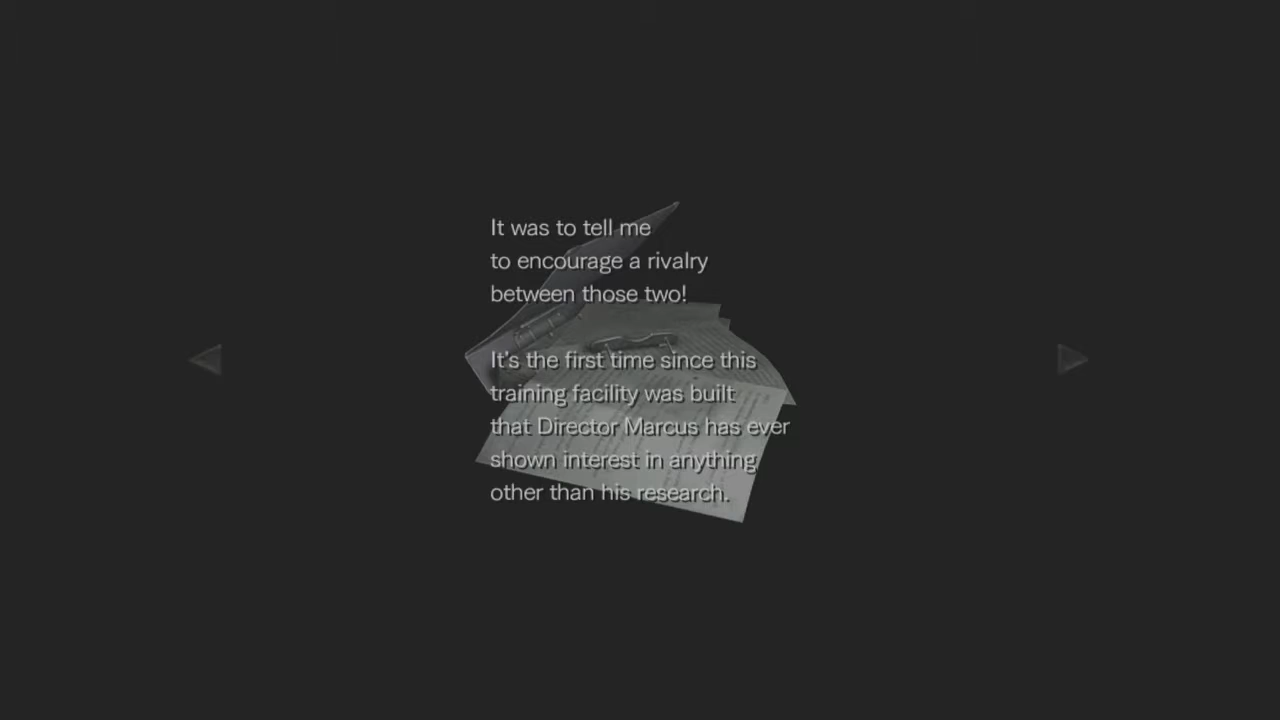 It was to tell me
to encourage a rivalry
between those two!
It's the first time since this
training facility was built
that Director Marcus has ever
shown interest in anything
other than his research.